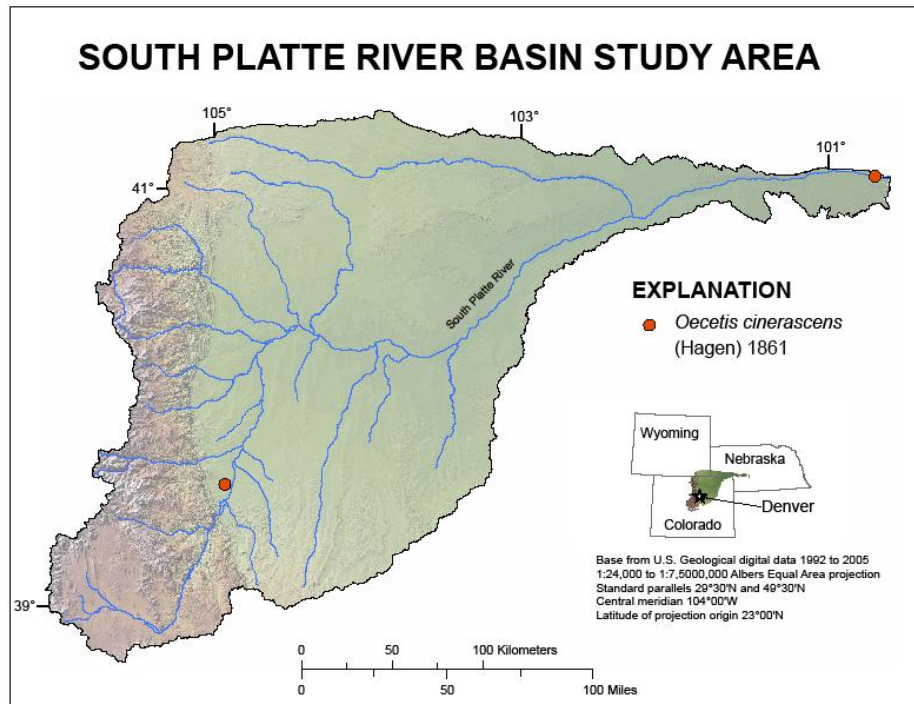 SOUTH PLATTE RIVER BASIN STUDY AREA
105°
103°
101°
41°
South Platte River
EXPLANATION
Oecetis cinerascens
(Hagen) 1861
Wyoming
Nebraska
Denver
Colorado
Base from U.S. Geological digital data 1992 to 2005
1:24,000 to 1:7,5000,000 Albers Equal Area projection
Standard parallels 29°30'N and 49°30'N
Central meridian 104°00'W
Latitude of projection origin 23°00'N
39°
0 50 100 Kilometers
0 50 100 Miles